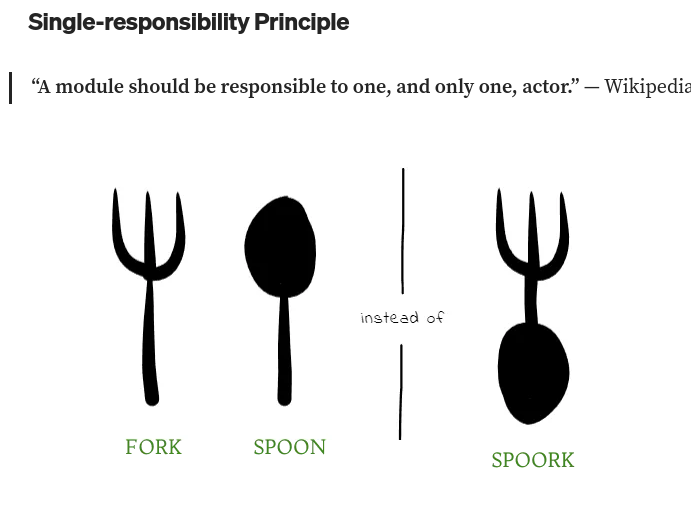 Single-responsibility Principle
“A module should be responsible to one, and only one, actor.” — Wikipedia
instead of
FORK
SPOON
SPOORK